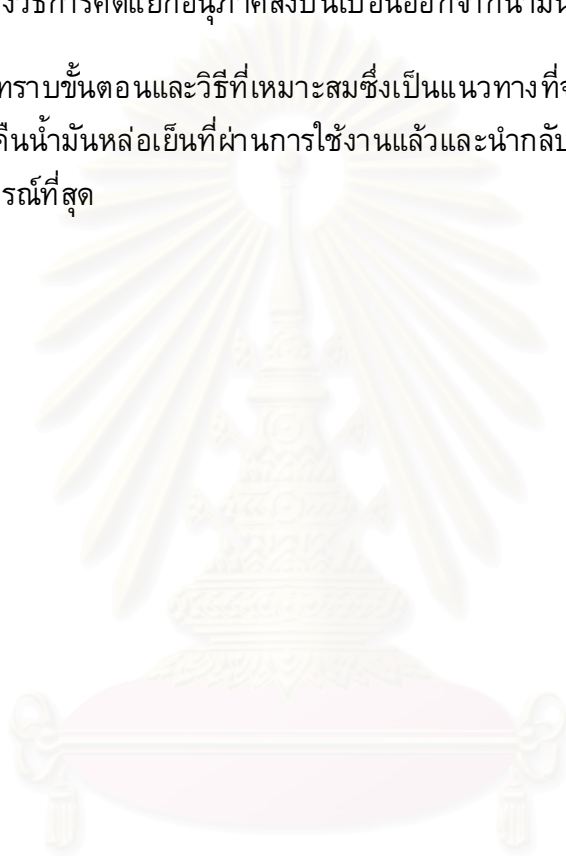 งวิธีการคัดแยกอนุภาคสิ่งปนเปื้อนออกจากน้ำมัน
ทราบขั้นตอนและวิธีที่เหมาะสมซึ่งเป็นแนวทางที่
คืนน้ำมันหล่อเย็นที่ผ่านการใช้งานแล้วและนำกลับ
รณ์ที่สุด